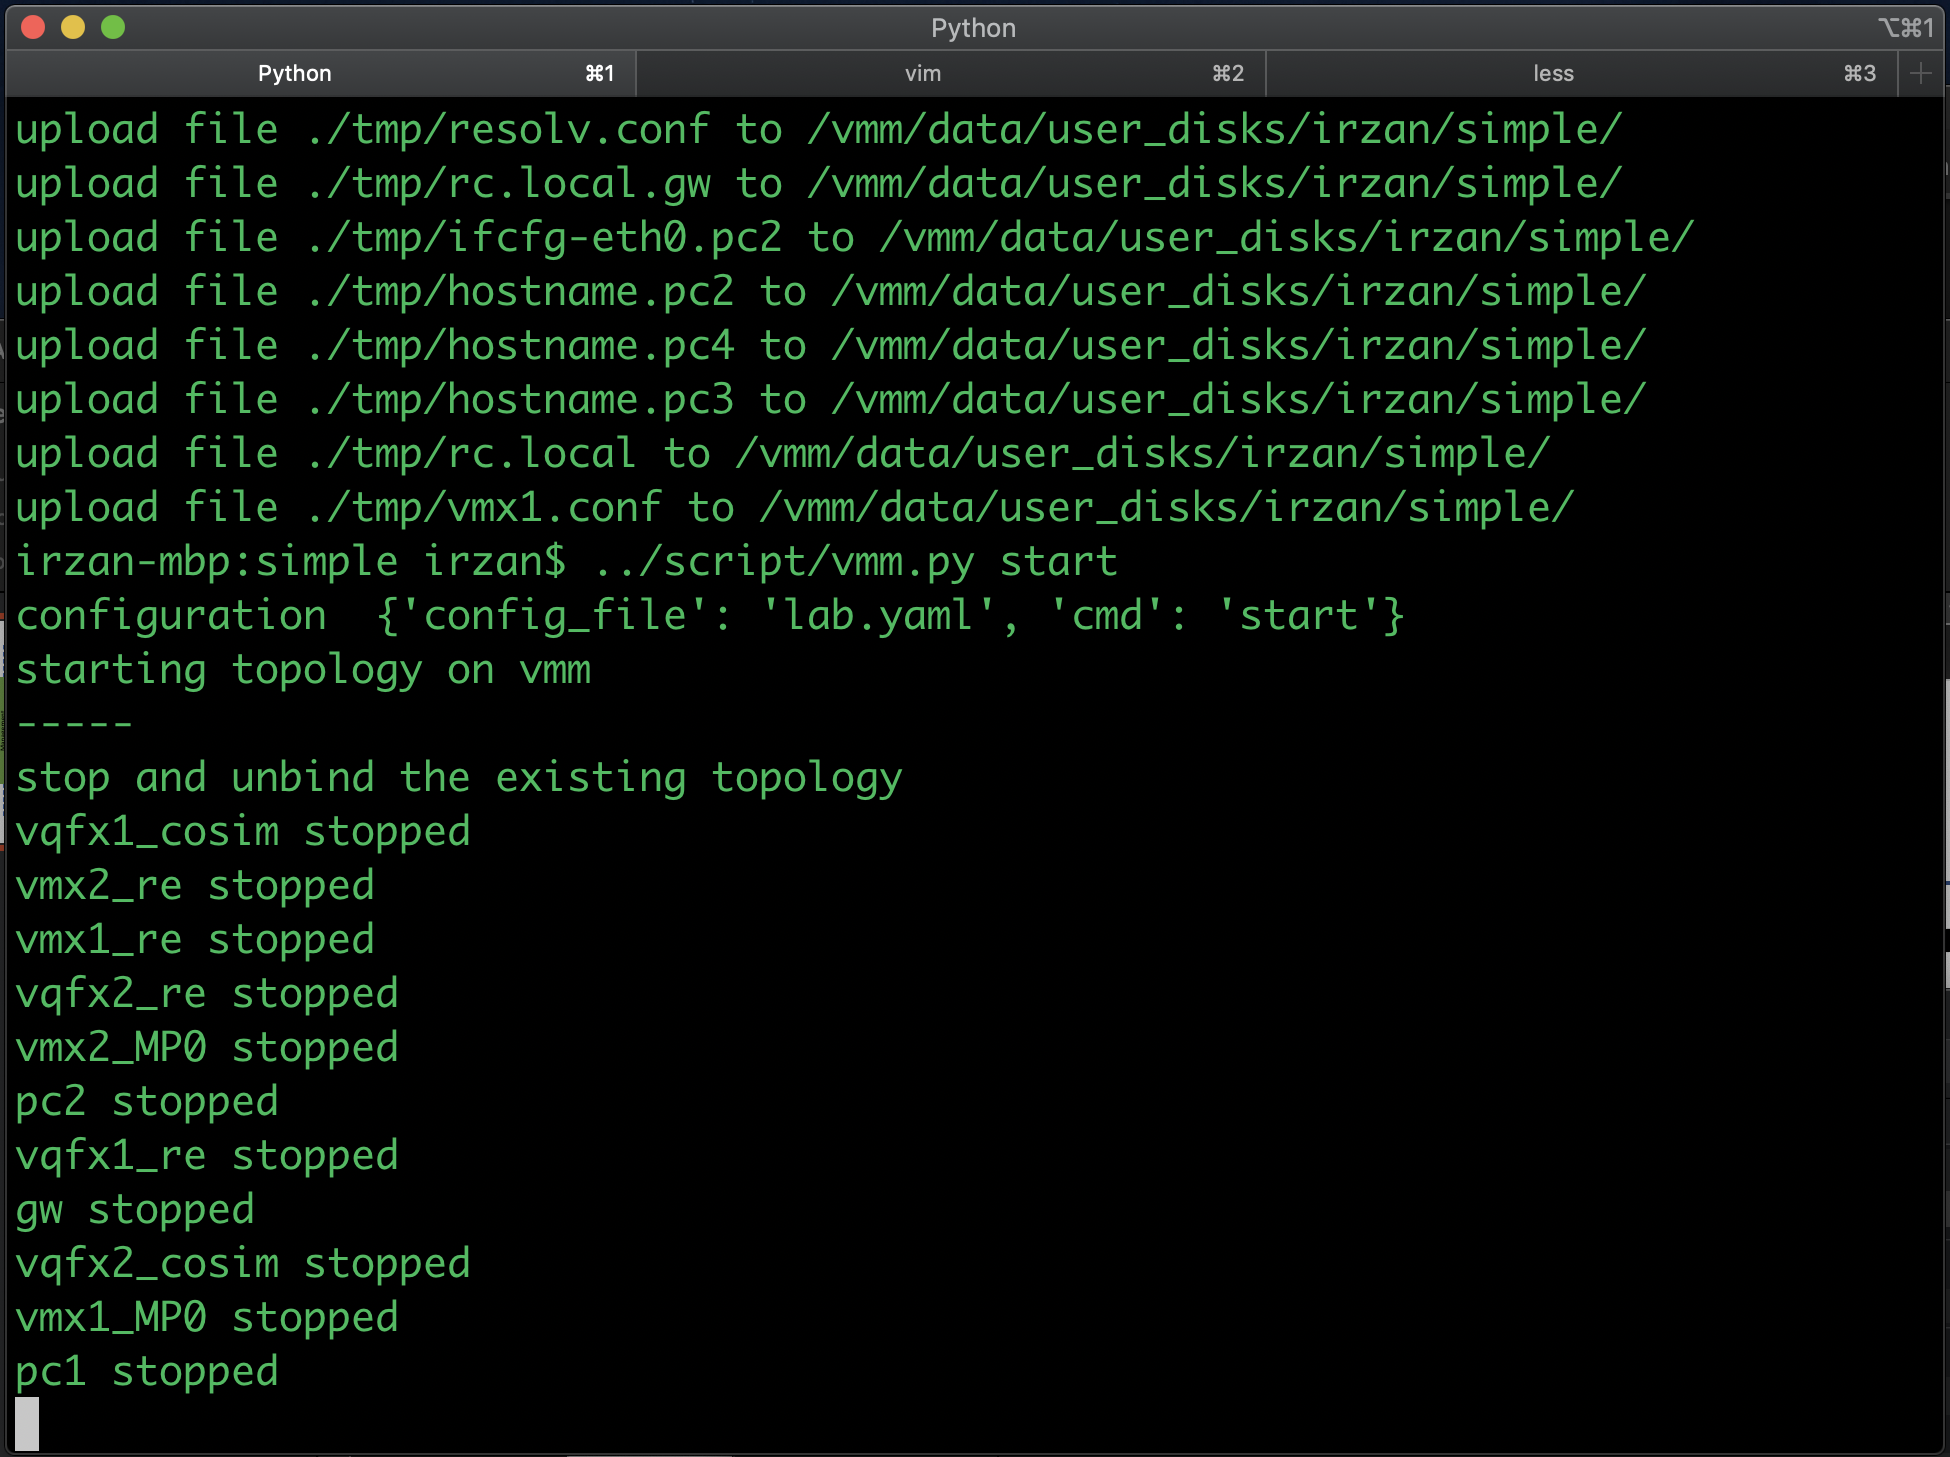 Python ⌥⌘1
Python ⌘1 vim ⌘2 less ⌘3
upload file ./tmp/resolv.conf to /vmm/data/user_disks/irzan/simple/
upload file ./tmp/rc.local.gw to /vmm/data/user_disks/irzan/simple/
upload file ./tmp/ifcfg-eth0.pc2 to /vmm/data/user_disks/irzan/simple/
upload file ./tmp/hostname.pc2 to /vmm/data/user_disks/irzan/simple/
upload file ./tmp/hostname.pc4 to /vmm/data/user_disks/irzan/simple/
upload file ./tmp/hostname.pc3 to /vmm/data/user_disks/irzan/simple/
upload file ./tmp/rc.local to /vmm/data/user_disks/irzan/simple/
upload file ./tmp/vmx1.conf to /vmm/data/user_disks/irzan/simple/
irzan-mbp:simple irzan$ ../script/vmm.py start
configuration  {'config_file': 'lab.yaml', 'cmd': 'start'}
starting topology on vmm
-----
stop and unbind the existing topology
vqfx1_cosim stopped
vmx2_re stopped
vmx1_re stopped
vqfx2_re stopped
vmx2_MP0 stopped
pc2 stopped
vqfx1_re stopped
gw stopped
vqfx2_cosim stopped
vmx1_MP0 stopped
pc1 stopped